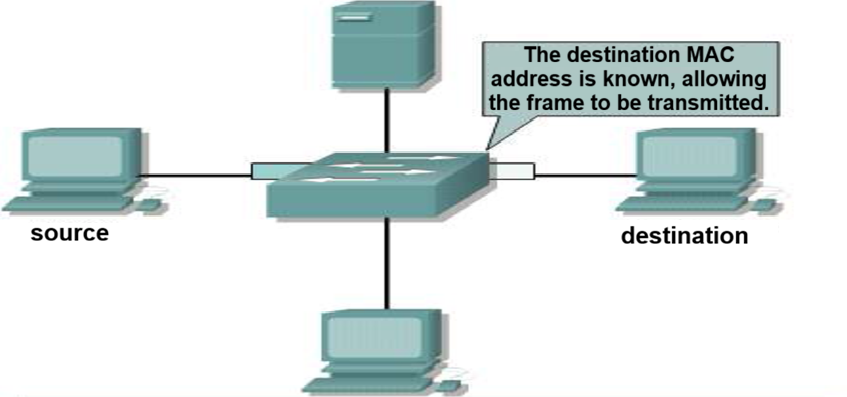 The destination MAC
address is known, allowing
the frame to be transmitted.
source
destination